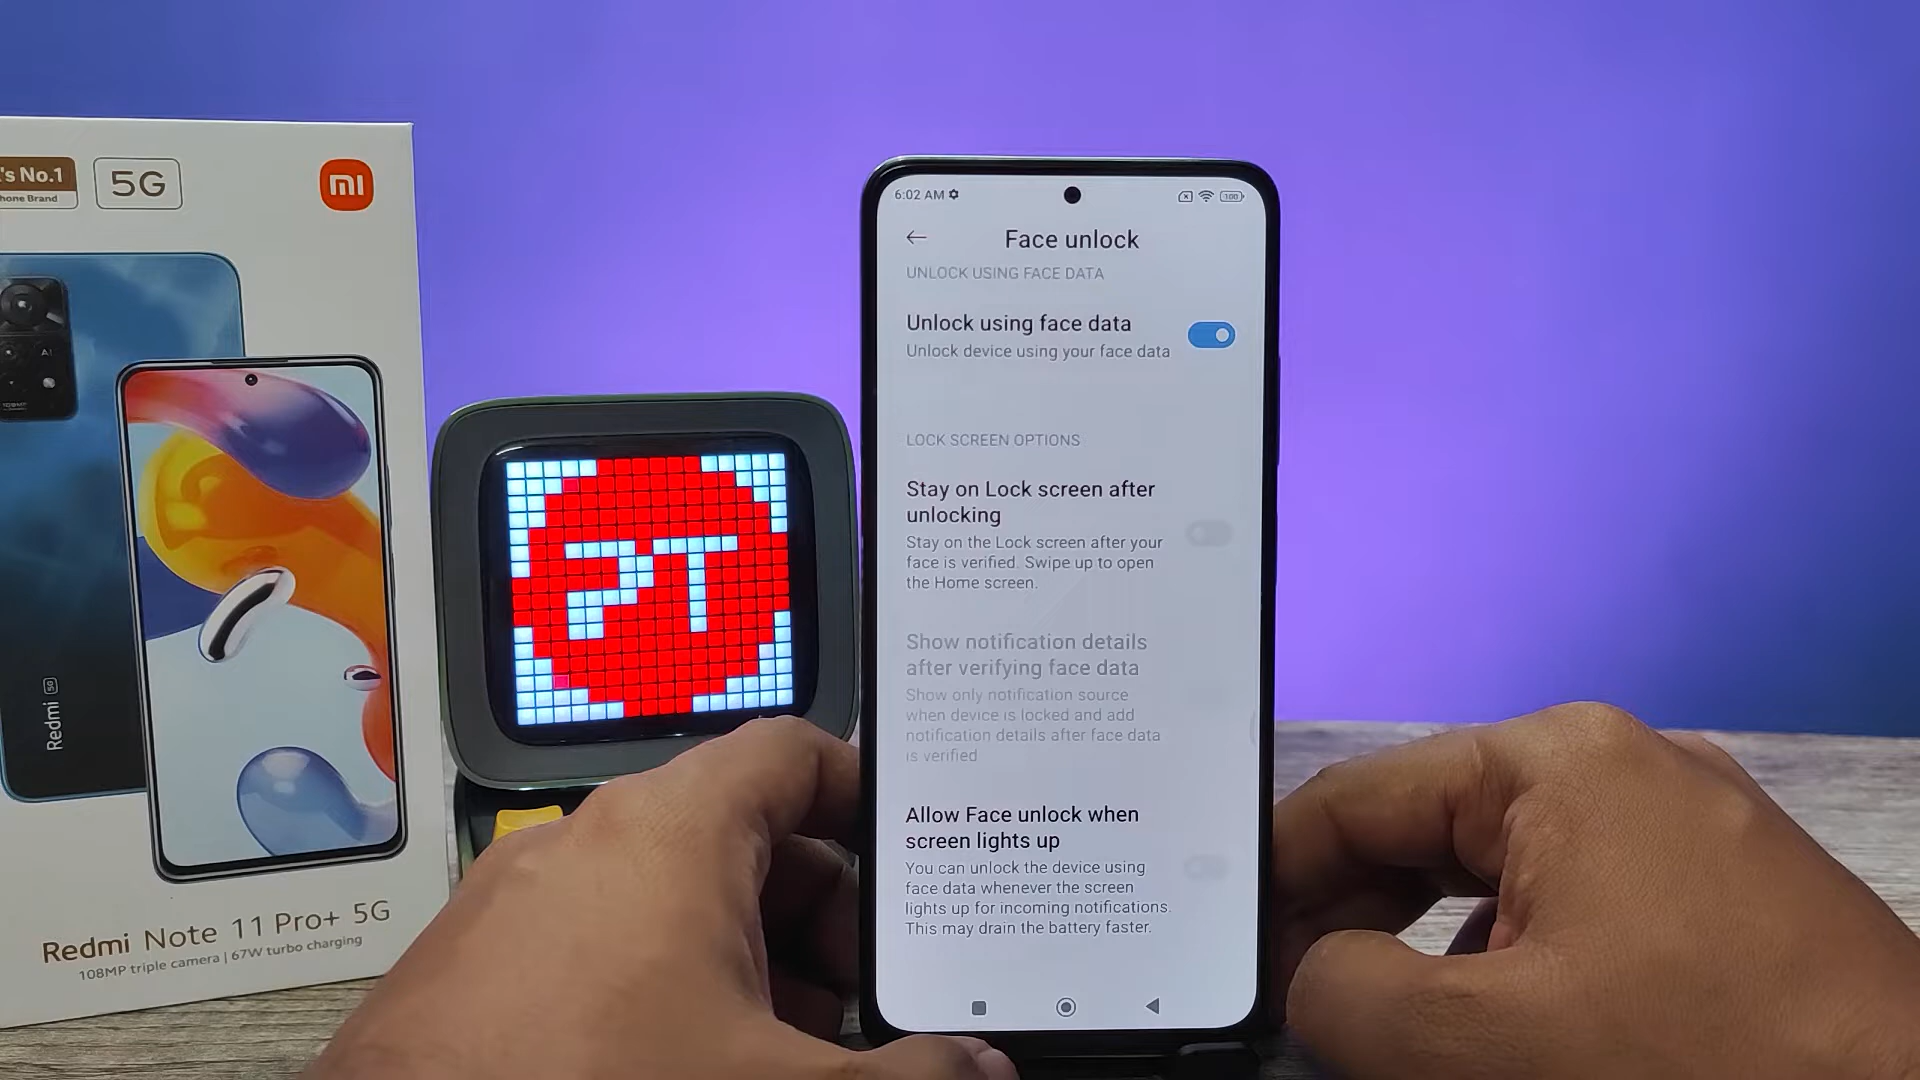 's No.1
hone Brand
5G
mi
AI
108MP
Redmi 5G
Redmi Note 11 Pro+ 5G
108MP triple camera | 67W turbo charging
PT
6:02 AM
100
Face unlock
UNLOCK USING FACE DATA
Unlock using face data
Unlock device using your face data
LOCK SCREEN OPTIONS
Stay on Lock screen after
unlocking
Stay on the Lock screen after your
face is verified. Swipe up to open
the Home screen.
Show notification details
after verifying face data
Show only notification source
when device is locked and add
notification details after face data
is verified
Allow Face unlock when
screen lights up
You can unlock the device using
face data whenever the screen
lights up for incoming notifications.
This may drain the battery faster.